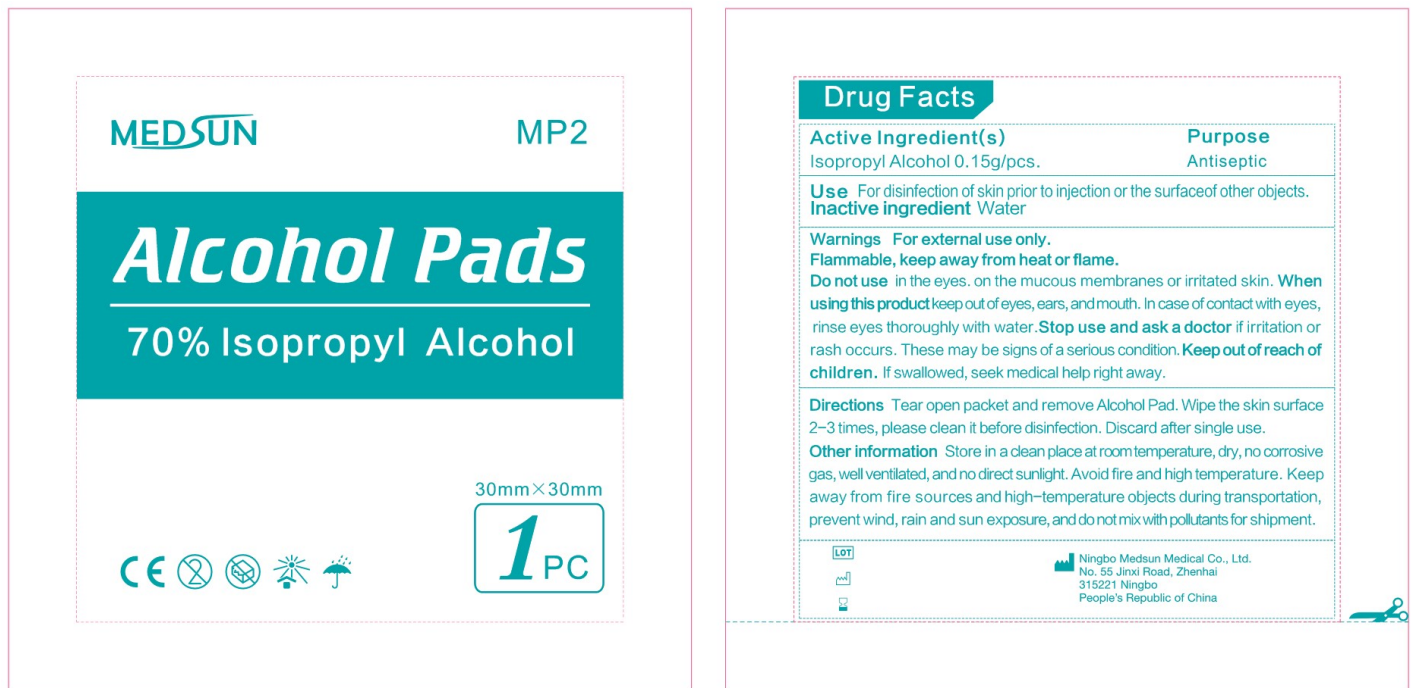 MEDSUN
MP2
Alcohol Pads
70% Isopropyl Alcohol
30mm×30mm
1 PC
CE
2
Drug Facts
Active Ingredient(s) Purpose
Isopropyl Alcohol 0.15g/pcs. Antiseptic
Use For disinfection of skin prior to injection or the surfaceof other objects.
Inactive ingredient Water
Warnings For external use only.
Flammable, keep away from heat or flame.
Do not use in the eyes. on the mucous membranes or irritated skin. When
using this product keep out of eyes, ears, and mouth. In case of contact with eyes,
rinse eyes thoroughly with water.Stop use and ask a doctor if irritation or
rash occurs. These may be signs of a serious condition. Keep out of reach of
children. If swallowed, seek medical help right away.
Directions Tear open packet and remove Alcohol Pad. Wipe the skin surface
2-3 times, please clean it before disinfection. Discard after single use.
Other information Store in a clean place at room temperature, dry, no corrosive
gas, well ventilated, and no direct sunlight. Avoid fire and high temperature. Keep
away from fire sources and high-temperature objects during transportation,
prevent wind, rain and sun exposure, and do not mix with pollutants for shipment.
LOT
Ningbo Medsun Medical Co., Ltd.
No. 55 Jinxi Road, Zhenhai
315221 Ningbo
People's Republic of China